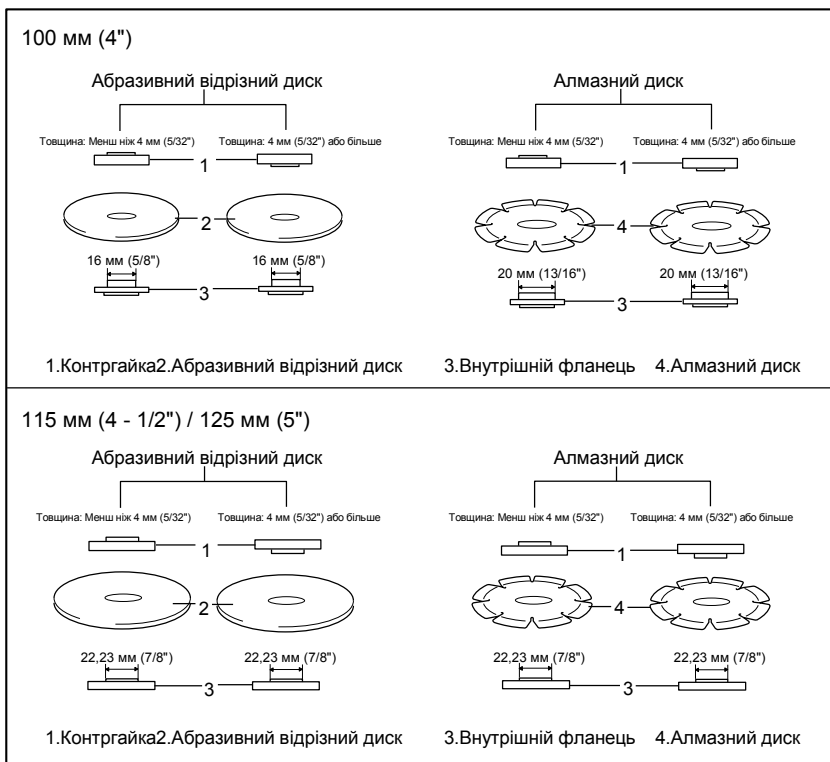 100 мм (4")
Абразивний відрізний диск Алмазний диск
Товщина: Менш ніж 4 мм (5/32") Товщина: 4 мм (5/32") або більше Товщина: Менш ніж 4 мм (5/32") Товщина: 4 мм (5/32") або більше
1 1
2 4
16 мм (5/8") 16 мм (5/8") 20 мм (13/16") 20 мм (13/16")
3 3
1.Контргайка2.Абразивний відрізний диск 3.Внутрішній фланець 4.Алмазний диск
115 мм (4 - 1/2") / 125 мм (5")
Абразивний відрізний диск Алмазний диск
Товщина: Менш ніж 4 мм (5/32") Товщина: 4 мм (5/32") або більше Товщина: Менш ніж 4 мм (5/32") Товщина: 4 мм (5/32") або більше
1 1
2 4
22,23 мм (7/8") 22,23 мм (7/8") 22,23 мм (7/8") 22,23 мм (7/8")
3 3
1.Контргайка2.Абразивний відрізний диск 3.Внутрішній фланець 4.Алмазний диск